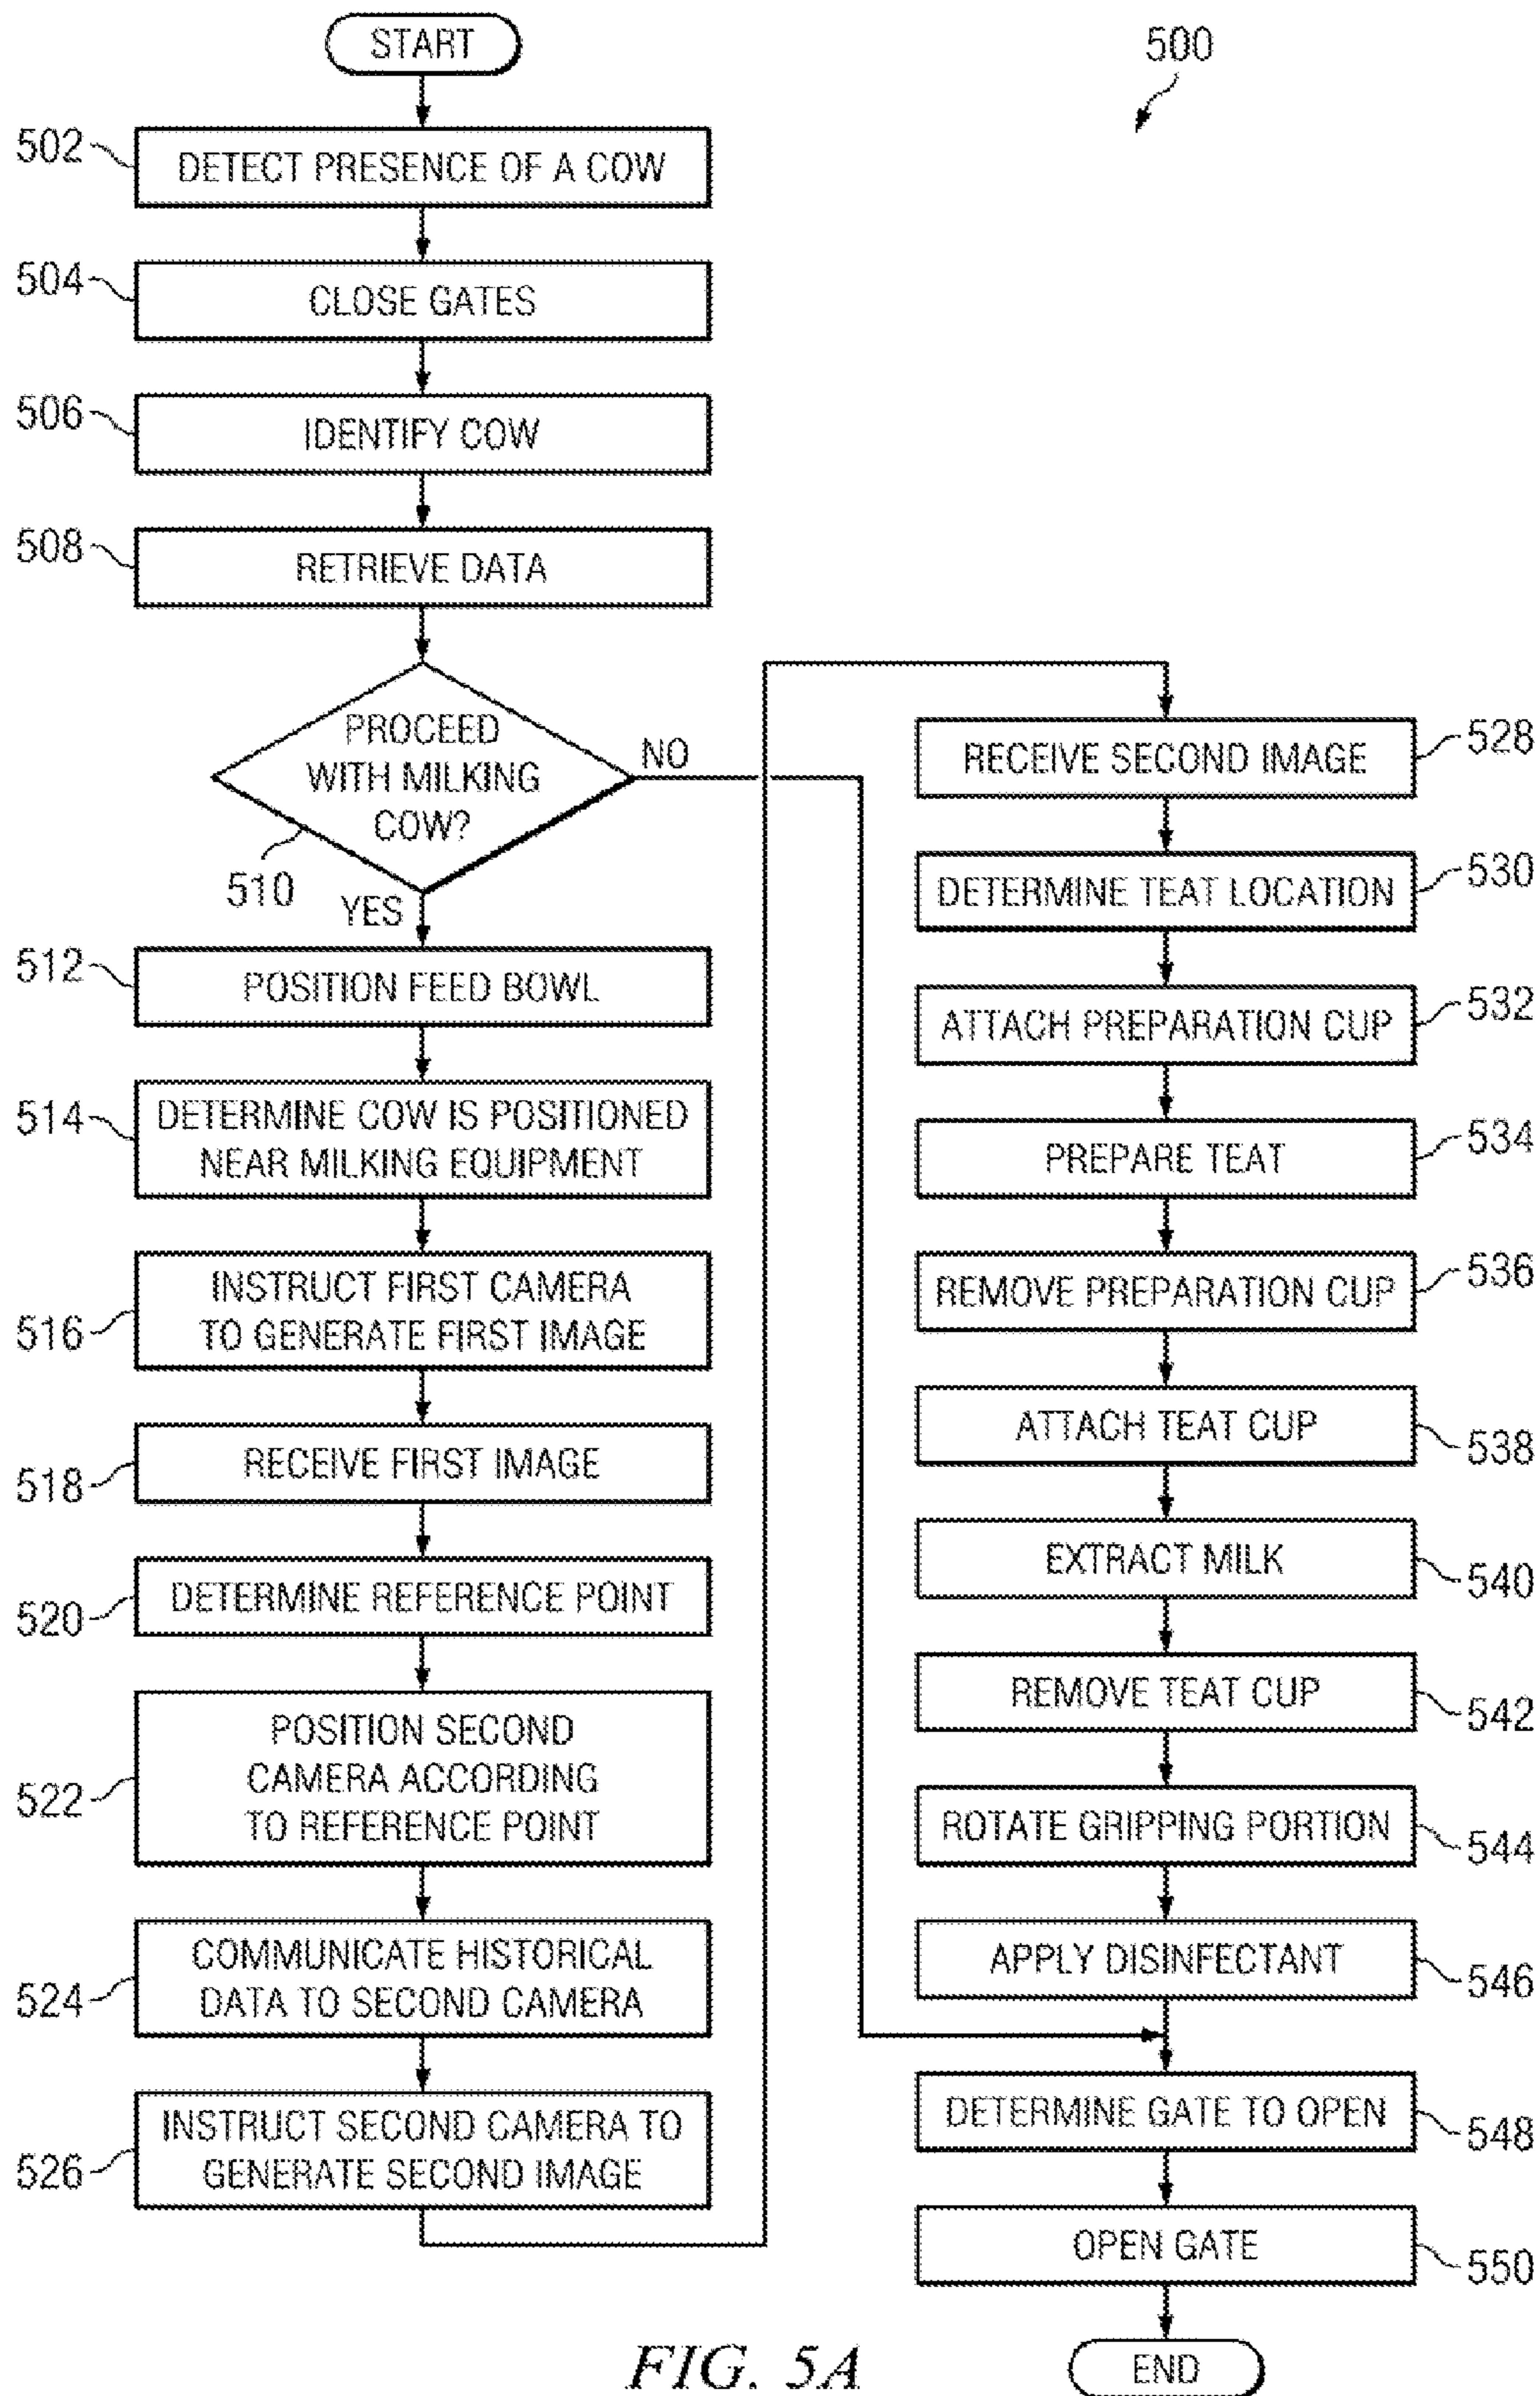 START
500
502
DETECT PRESENCE OF A COW
504
CLOSE GATES
506
IDENTIFY COW
508
RETRIEVE DATA
PROCEED
WITH MILKING
COW?
510
NO
YES
512
POSITION FEED BOWL
514
DETERMINE COW IS POSITIONED
NEAR MILKING EQUIPMENT
516
INSTRUCT FIRST CAMERA
TO GENERATE FIRST IMAGE
518
RECEIVE FIRST IMAGE
520
DETERMINE REFERENCE POINT
522
POSITION SECOND
CAMERA ACCORDING
TO REFERENCE POINT
524
COMMUNICATE HISTORICAL
DATA TO SECOND CAMERA
526
INSTRUCT SECOND CAMERA TO
GENERATE SECOND IMAGE
RECEIVE SECOND IMAGE
528
DETERMINE TEAT LOCATION
530
ATTACH PREPARATION CUP
532
PREPARE TEAT
534
REMOVE PREPARATION CUP
536
ATTACH TEAT CUP
538
EXTRACT MILK
540
REMOVE TEAT CUP
542
ROTATE GRIPPING PORTION
544
APPLY DISINFECTANT
546
DETERMINE GATE TO OPEN
548
OPEN GATE
550
END
FIG. 5A